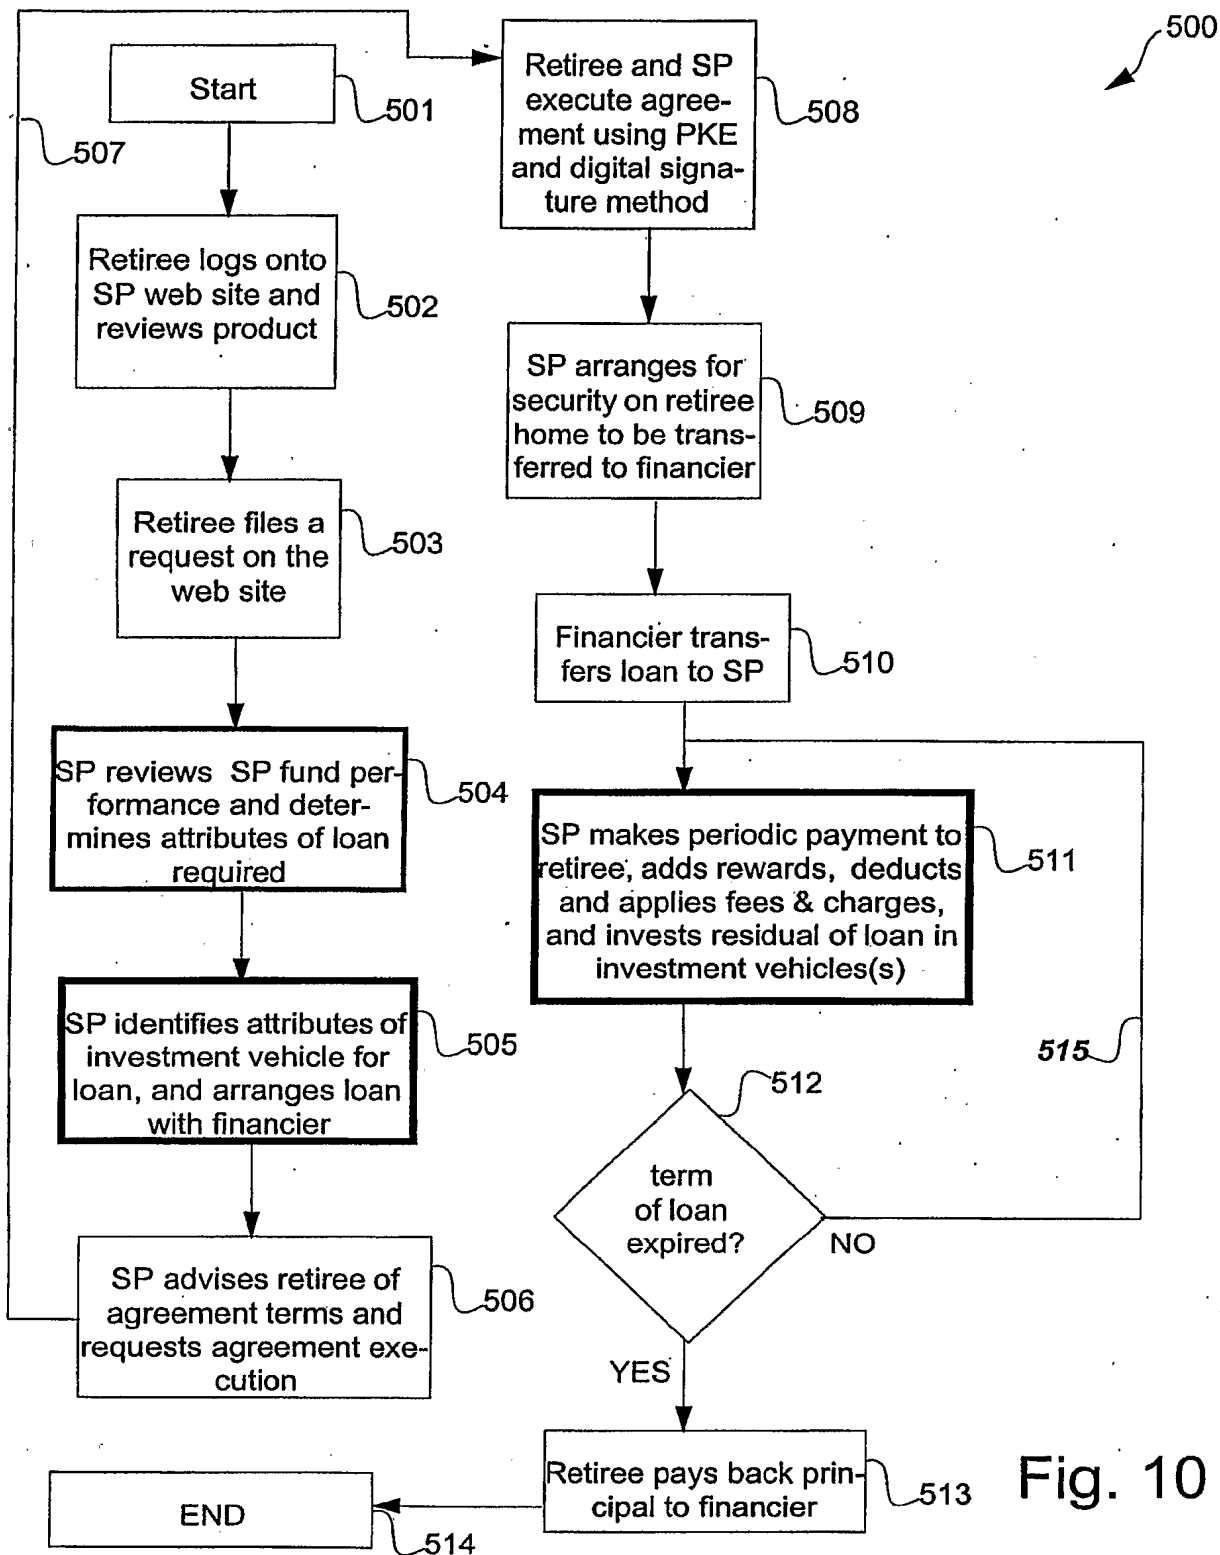 500
Start
501
507
Retiree logs onto
SP web site and
reviews product
502
Retiree files a
request on the
web site
503
SP reviews SP fund per-
formance and deter-
mines attributes of loan
required
504
SP identifies attributes of
investment vehicle for
loan, and arranges loan
with financier
505
SP advises retiree of
agreement terms and
requests agreement exe-
cution
506
Retiree and SP
execute agree-
ment using PKE
and digital signa-
ture method
508
SP arranges for
security on retiree
home to be trans-
ferred to financier
509
Financier trans-
fers loan to SP
510
SP makes periodic payment to
retiree, adds rewards, deducts
and applies fees & charges,
and invests residual of loan in
investment vehicles(s)
511
515
512
term
of loan
expired?
NO
YES
Retiree pays back prin-
cipal to financier
513
END
514
Fig. 10